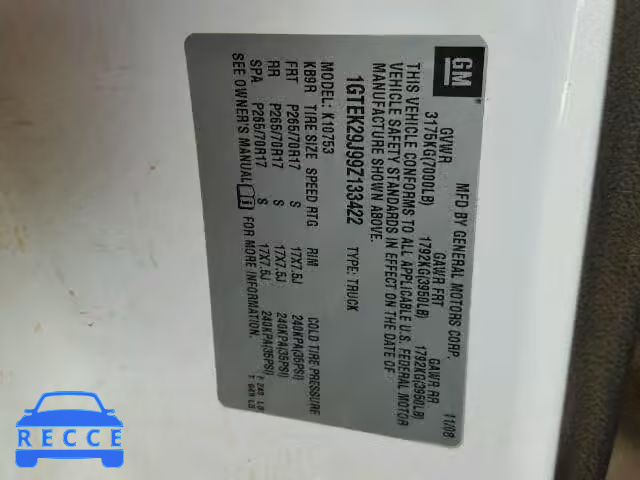 GM
MFD BY GENERAL MOTORS CORP. 11/08
GVWR GAWR FRT GAWR RR
3175KG(7000LB) 1792KG(3950LB) 1792KG(3950LB)
THIS VEHICLE CONFORMS TO ALL APPLICABLE U.S. FEDERAL MOTOR
VEHICLE SAFETY STANDARDS IN EFFECT ON THE DATE OF
MANUFACTURE SHOWN ABOVE.
1GTEK29J99Z133422 TYPE: TRUCK
MODEL: K10753
KB9R TIRE SIZE SPEED RTG RIM COLD TIRE PRESSURE
FRT P265/70R17 S 17X7.5J 240KPA(35PSI)
RR P265/70R17 S 17X7.5J 240KPA(35PSI)
SPA P265/70R17 S 17X7.5J 240KPA(35PSI)
SEE OWNER'S MANUAL FOR MORE INFORMATION.
RECCE